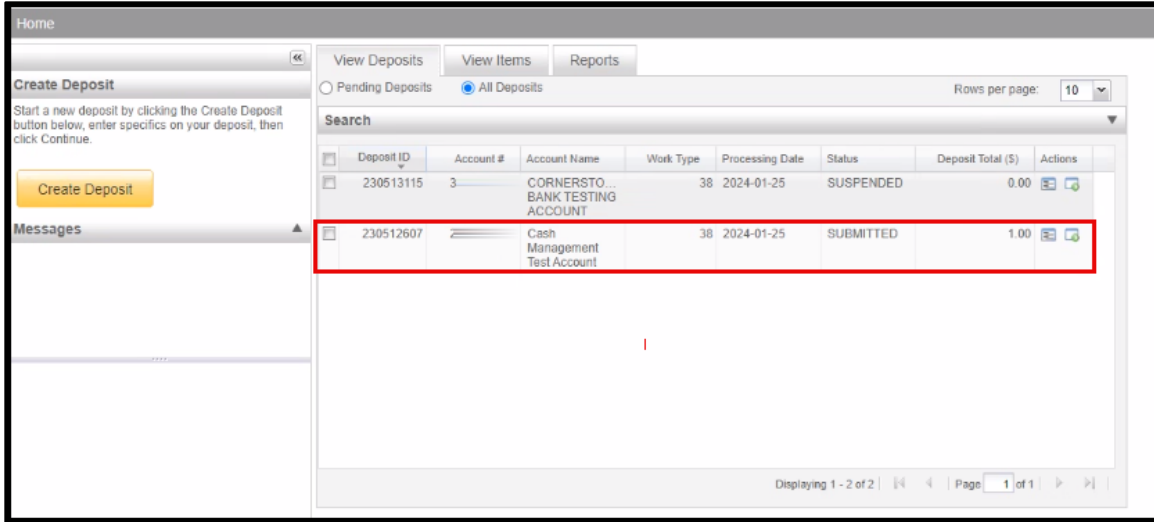 Home
Create Deposit
Start a new deposit by clicking the Create Deposit
button below, enter specifics on your deposit, then
click Continue.
Create Deposit
Messages
View Deposits View Items Reports
Pending Deposits All Deposits Rows per page: 10
Search
Deposit ID Account # Account Name Work Type Processing Date Status Deposit Total ($) Actions
230513115 3 CORNERSTO... 38 2024-01-25 SUSPENDED 0.00
BANK TESTING
ACCOUNT
230512607 Cash 38 2024-01-25 SUBMITTED 1.00
Management
Test Account
Displaying 1 - 2 of 2 Page 1 of 1